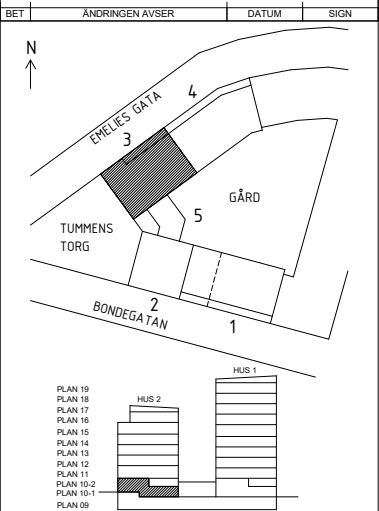 BET ÄNDRINGEN AVSER DATUM SIGN
N
EMELIES GATA
4
3
GÅRD
5
TUMMENS
TORG
2
BONDEGATAN
1
HUS 1
PLAN 19
PLAN 18 HUS 2
PLAN 17
PLAN 16
PLAN 15
PLAN 14
PLAN 13
PLAN 12
PLAN 11
PLAN 10-2
PLAN 10-1
PLAN 09